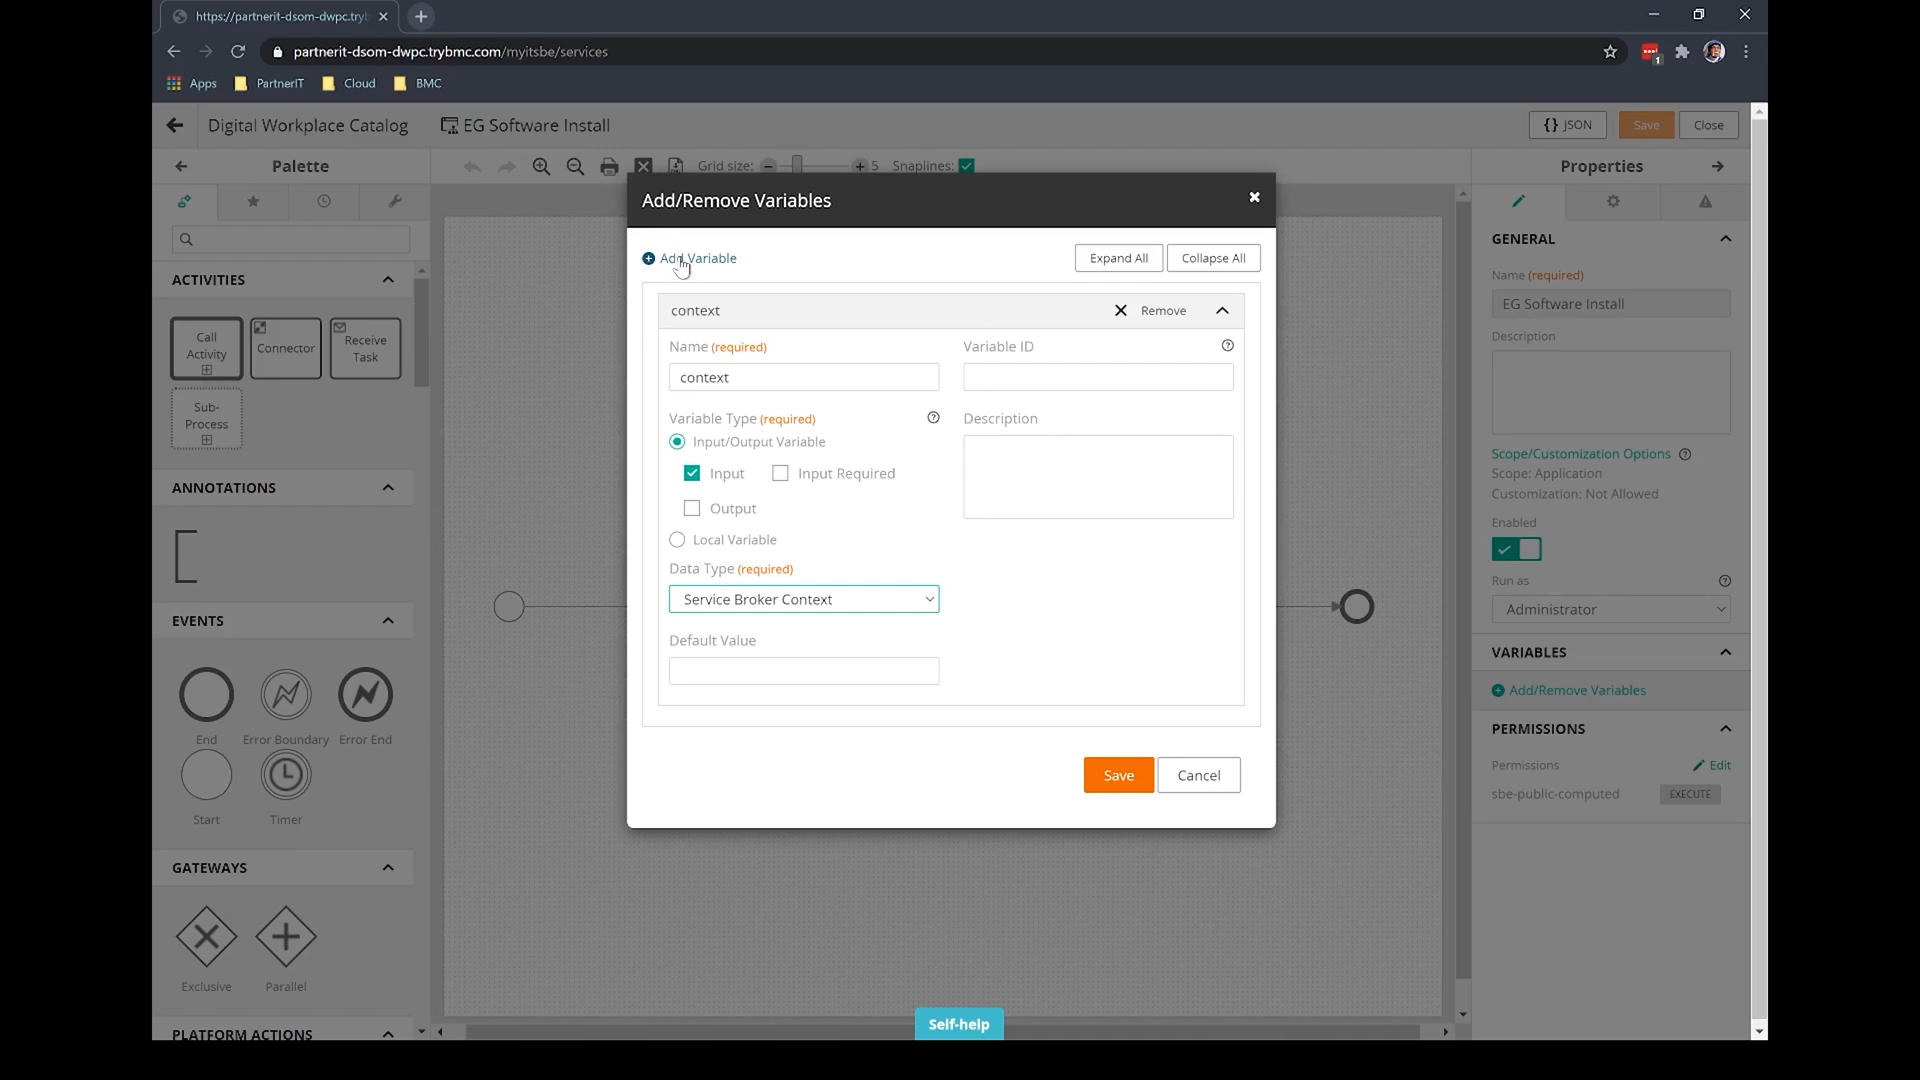 https://partnerit-dsom-dwpc.tryb
partnerit-dsom-dwpc.trybmc.com/myitsbe/services
1
Apps
PartnerIT
Cloud
BMC
Digital Workplace Catalog
EG Software Install
{} JSON
Save
Close
Palette
Grid size:
5
Snaplines:
Properties
Add/Remove Variables
Add Variable
Expand All
Collapse All
context
Remove
Name (required)
context
Variable ID
Variable Type (required)
Input/Output Variable
Input
Input Required
Output
Local Variable
Description
Data Type (required)
Service Broker Context
Default Value
Save
Cancel
ACTIVITIES
Call
Activity
Connector
Receive
Task
Sub-
Process
ANNOTATIONS
EVENTS
End
Error Boundary
Error End
Start
Timer
GATEWAYS
Exclusive
Parallel
PLATFORM ACTIONS
GENERAL
Name (required)
EG Software Install
Description
Scope/Customization Options
Scope: Application
Customization: Not Allowed
Enabled
Run as
Administrator
VARIABLES
Add/Remove Variables
PERMISSIONS
Permissions
Edit
sbe-public-computed
EXECUTE
Self-help